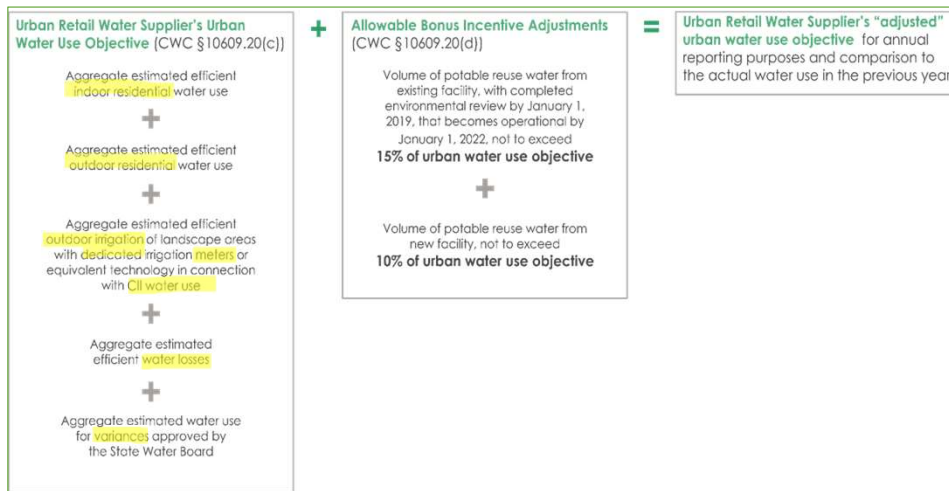 Urban Retail Water Supplier's Urban
Water Use Objective (CWC §10609.20(c))
Aggregate estimated efficient
indoor residential water use
+
Aggregate estimated efficient
outdoor residential water use
+
Aggregate estimated efficient
outdoor irrigation of landscape areas
with dedicated irrigation meters or
equivalent technology in connection
with CII water use
+
Aggregate estimated
efficient water losses
+
Aggregate estimated water use
for variances approved by
the State Water Board
+
Allowable Bonus Incentive Adjustments
(CWC §10609.20(d))
Volume of potable reuse water from
existing facility, with completed
environmental review by January 1,
2019, that becomes operational by
January 1, 2022, not to exceed
15% of urban water use objective
+
Volume of potable reuse water from
new facility, not to exceed
10% of urban water use objective
=
Urban Retail Water Supplier's "adjusted"
urban water use objective for annual
reporting purposes and comparison to
the actual water use in the previous year